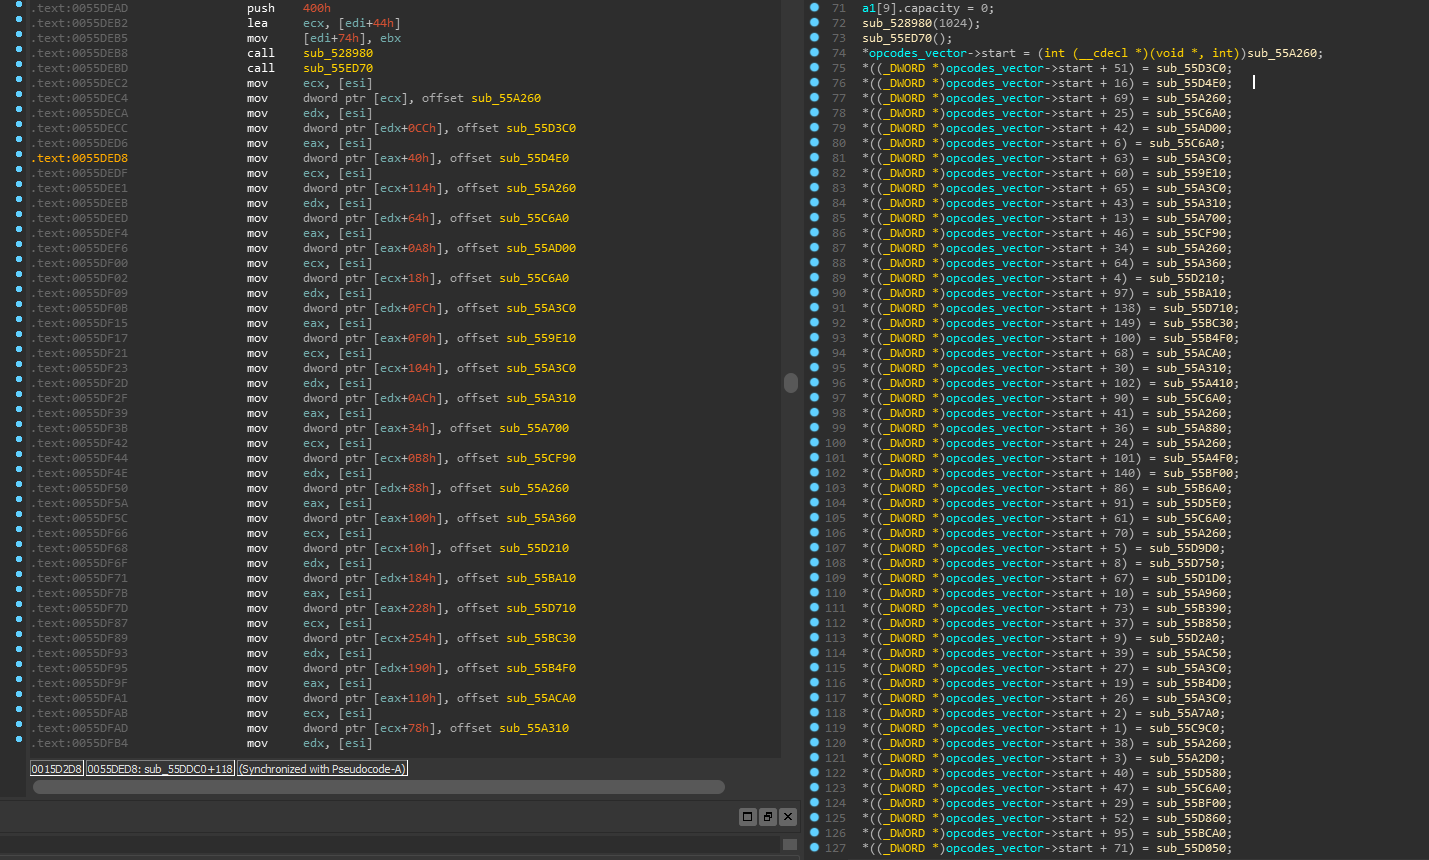 .text:0055DEAD push 400h
.text:0055DEB2 lea ecx, [edi+44h]
.text:0055DEB5 mov [edi+74h], ebx
.text:0055DEB8 call sub_528980
.text:0055DEBD call sub_55ED70
.text:0055DEC2 mov ecx, [esi]
.text:0055DEC4 mov dword ptr [ecx], offset sub_55A260
.text:0055DECA mov edx, [esi]
.text:0055DECC mov dword ptr [edx+0CCh], offset sub_55D3C0
.text:0055DED6 mov eax, [esi]
.text:0055DED8 mov dword ptr [eax+40h], offset sub_55D4E0
.text:0055DEDF mov ecx, [esi]
.text:0055DEE1 mov dword ptr [ecx+114h], offset sub_55A260
.text:0055DEEB mov edx, [esi]
.text:0055DEED mov dword ptr [edx+64h], offset sub_55C6A0
.text:0055DEF4 mov eax, [esi]
.text:0055DEF6 mov dword ptr [eax+0A8h], offset sub_55AD00
.text:0055DF00 mov ecx, [esi]
.text:0055DF02 mov dword ptr [ecx+18h], offset sub_55C6A0
.text:0055DF09 mov edx, [esi]
.text:0055DF0B mov dword ptr [edx+0FCh], offset sub_55A3C0
.text:0055DF15 mov eax, [esi]
.text:0055DF17 mov dword ptr [eax+0F0h], offset sub_559E10
.text:0055DF21 mov ecx, [esi]
.text:0055DF23 mov dword ptr [ecx+104h], offset sub_55A3C0
.text:0055DF2D mov edx, [esi]
.text:0055DF2F mov dword ptr [edx+0ACh], offset sub_55A310
.text:0055DF39 mov eax, [esi]
.text:0055DF3B mov dword ptr [eax+34h], offset sub_55A700
.text:0055DF42 mov ecx, [esi]
.text:0055DF44 mov dword ptr [ecx+0B8h], offset sub_55CF90
.text:0055DF4E mov edx, [esi]
.text:0055DF50 mov dword ptr [edx+88h], offset sub_55A260
.text:0055DF5A mov eax, [esi]
.text:0055DF5C mov dword ptr [eax+100h], offset sub_55A360
.text:0055DF66 mov ecx, [esi]
.text:0055DF68 mov dword ptr [ecx+10h], offset sub_55D210
.text:0055DF6F mov edx, [esi]
.text:0055DF71 mov dword ptr [edx+184h], offset sub_55BA10
.text:0055DF7B mov eax, [esi]
.text:0055DF7D mov dword ptr [eax+228h], offset sub_55D710
.text:0055DF87 mov ecx, [esi]
.text:0055DF89 mov dword ptr [ecx+254h], offset sub_55BC30
.text:0055DF93 mov edx, [esi]
.text:0055DF95 mov dword ptr [edx+190h], offset sub_55B4F0
.text:0055DF9F mov eax, [esi]
.text:0055DFA1 mov dword ptr [eax+110h], offset sub_55ACA0
.text:0055DFAB mov ecx, [esi]
.text:0055DFAD mov dword ptr [ecx+78h], offset sub_55A310
.text:0055DFB4 mov edx, [esi]
0015D2D8 0055DED8: sub_55DDC0+118 (Synchronized with Pseudocode-A)
71 a1[9].capacity = 0;
72 sub_528980(1024);
73 sub_55ED70();
74 *opcodes_vector->start = (int (__cdecl *)(void *, int))sub_55A260;
75 *((_DWORD *)opcodes_vector->start + 51) = sub_55D3C0;
76 *((_DWORD *)opcodes_vector->start + 16) = sub_55D4E0;
77 *((_DWORD *)opcodes_vector->start + 69) = sub_55A260;
78 *((_DWORD *)opcodes_vector->start + 25) = sub_55C6A0;
79 *((_DWORD *)opcodes_vector->start + 42) = sub_55AD00;
80 *((_DWORD *)opcodes_vector->start + 6) = sub_55C6A0;
81 *((_DWORD *)opcodes_vector->start + 63) = sub_55A3C0;
82 *((_DWORD *)opcodes_vector->start + 60) = sub_559E10;
83 *((_DWORD *)opcodes_vector->start + 65) = sub_55A3C0;
84 *((_DWORD *)opcodes_vector->start + 43) = sub_55A310;
85 *((_DWORD *)opcodes_vector->start + 13) = sub_55A700;
86 *((_DWORD *)opcodes_vector->start + 46) = sub_55CF90;
87 *((_DWORD *)opcodes_vector->start + 34) = sub_55A260;
88 *((_DWORD *)opcodes_vector->start + 64) = sub_55A360;
89 *((_DWORD *)opcodes_vector->start + 4) = sub_55D210;
90 *((_DWORD *)opcodes_vector->start + 97) = sub_55BA10;
91 *((_DWORD *)opcodes_vector->start + 138) = sub_55D710;
92 *((_DWORD *)opcodes_vector->start + 149) = sub_55BC30;
93 *((_DWORD *)opcodes_vector->start + 100) = sub_55B4F0;
94 *((_DWORD *)opcodes_vector->start + 68) = sub_55ACA0;
95 *((_DWORD *)opcodes_vector->start + 30) = sub_55A310;
96 *((_DWORD *)opcodes_vector->start + 102) = sub_55A410;
97 *((_DWORD *)opcodes_vector->start + 90) = sub_55C6A0;
98 *((_DWORD *)opcodes_vector->start + 41) = sub_55A260;
99 *((_DWORD *)opcodes_vector->start + 36) = sub_55A880;
100 *((_DWORD *)opcodes_vector->start + 24) = sub_55A260;
101 *((_DWORD *)opcodes_vector->start + 101) = sub_55A4F0;
102 *((_DWORD *)opcodes_vector->start + 140) = sub_55BF00;
103 *((_DWORD *)opcodes_vector->start + 86) = sub_55B6A0;
104 *((_DWORD *)opcodes_vector->start + 91) = sub_55D5E0;
105 *((_DWORD *)opcodes_vector->start + 61) = sub_55C6A0;
106 *((_DWORD *)opcodes_vector->start + 70) = sub_55A260;
107 *((_DWORD *)opcodes_vector->start + 5) = sub_55D9D0;
108 *((_DWORD *)opcodes_vector->start + 8) = sub_55D750;
109 *((_DWORD *)opcodes_vector->start + 67) = sub_55D1D0;
110 *((_DWORD *)opcodes_vector->start + 10) = sub_55A960;
111 *((_DWORD *)opcodes_vector->start + 73) = sub_55B390;
112 *((_DWORD *)opcodes_vector->start + 37) = sub_55B850;
113 *((_DWORD *)opcodes_vector->start + 9) = sub_55D2A0;
114 *((_DWORD *)opcodes_vector->start + 39) = sub_55AC50;
115 *((_DWORD *)opcodes_vector->start + 27) = sub_55A3C0;
116 *((_DWORD *)opcodes_vector->start + 19) = sub_55B4D0;
117 *((_DWORD *)opcodes_vector->start + 26) = sub_55A3C0;
118 *((_DWORD *)opcodes_vector->start + 2) = sub_55A7A0;
119 *((_DWORD *)opcodes_vector->start + 1) = sub_55C9C0;
120 *((_DWORD *)opcodes_vector->start + 38) = sub_55A260;
121 *((_DWORD *)opcodes_vector->start + 3) = sub_55A2D0;
122 *((_DWORD *)opcodes_vector->start + 40) = sub_55D580;
123 *((_DWORD *)opcodes_vector->start + 47) = sub_55C6A0;
124 *((_DWORD *)opcodes_vector->start + 29) = sub_55BF00;
125 *((_DWORD *)opcodes_vector->start + 52) = sub_55D860;
126 *((_DWORD *)opcodes_vector->start + 95) = sub_55BCA0;
127 *((_DWORD *)opcodes_vector->start + 71) = sub_55D050;